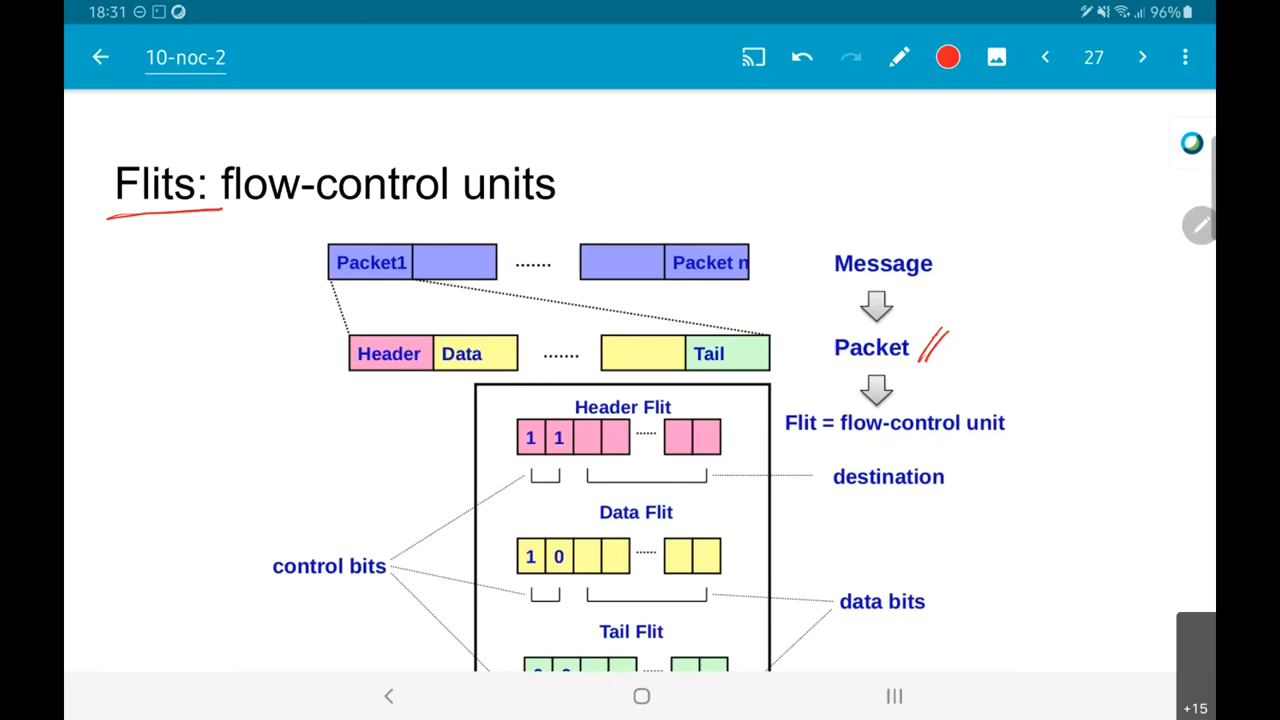 18:31 96%
10-noc-2 27
Flits: flow-control units
Packet1 ....... Packet n Message
Header Data ....... Tail Packet
Header Flit
Flit = flow-control unit
1 1 ......
destination
Data Flit
1 0 ......
control bits
data bits
Tail Flit
+15